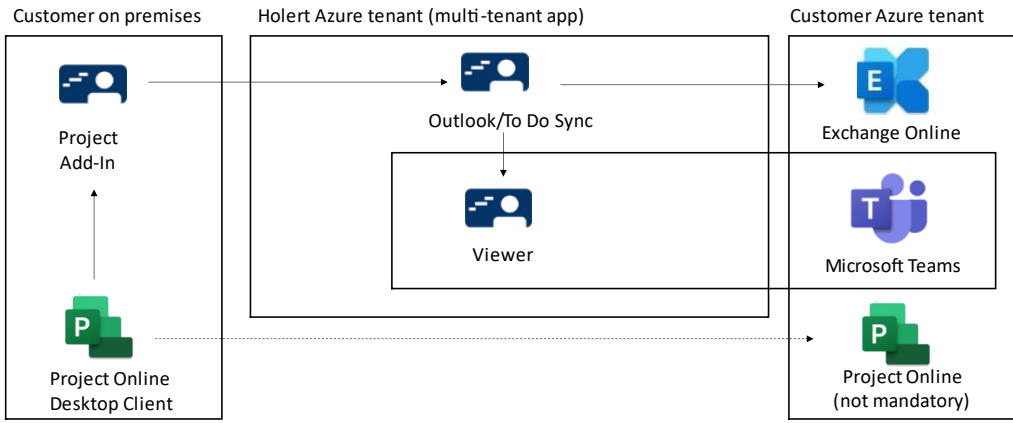 Customer on premises
Holert Azure tenant (multi-tenant app)
Customer Azure tenant
Project
Add-In
Outlook/To Do Sync
E
Exchange Online
Viewer
T
Microsoft Teams
P
Project Online
Desktop Client
P
Project Online
(not mandatory)